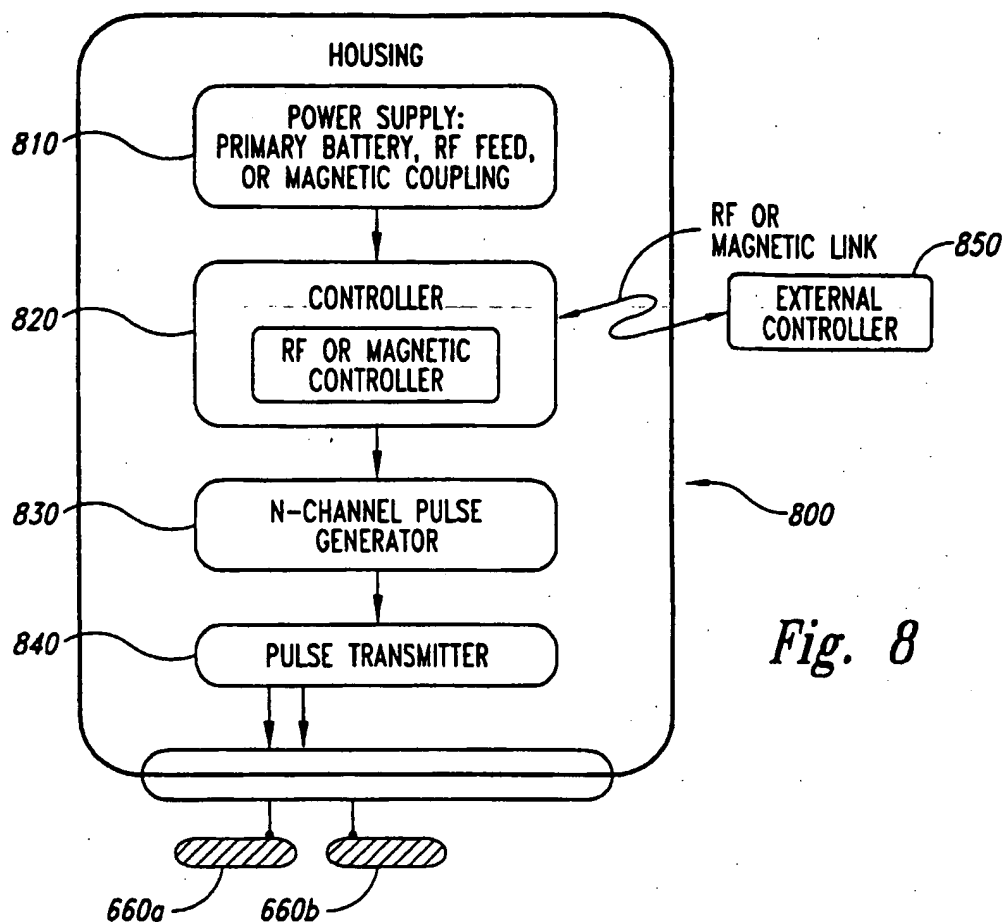 HOUSING
810
POWER SUPPLY:
PRIMARY BATTERY, RF FEED,
OR MAGNETIC COUPLING
RF OR
MAGNETIC LINK
850
EXTERNAL
CONTROLLER
820
CONTROLLER
RF OR MAGNETIC
CONTROLLER
830
N-CHANNEL PULSE
GENERATOR
800
840
PULSE TRANSMITTER
Fig. 8
660a
660b